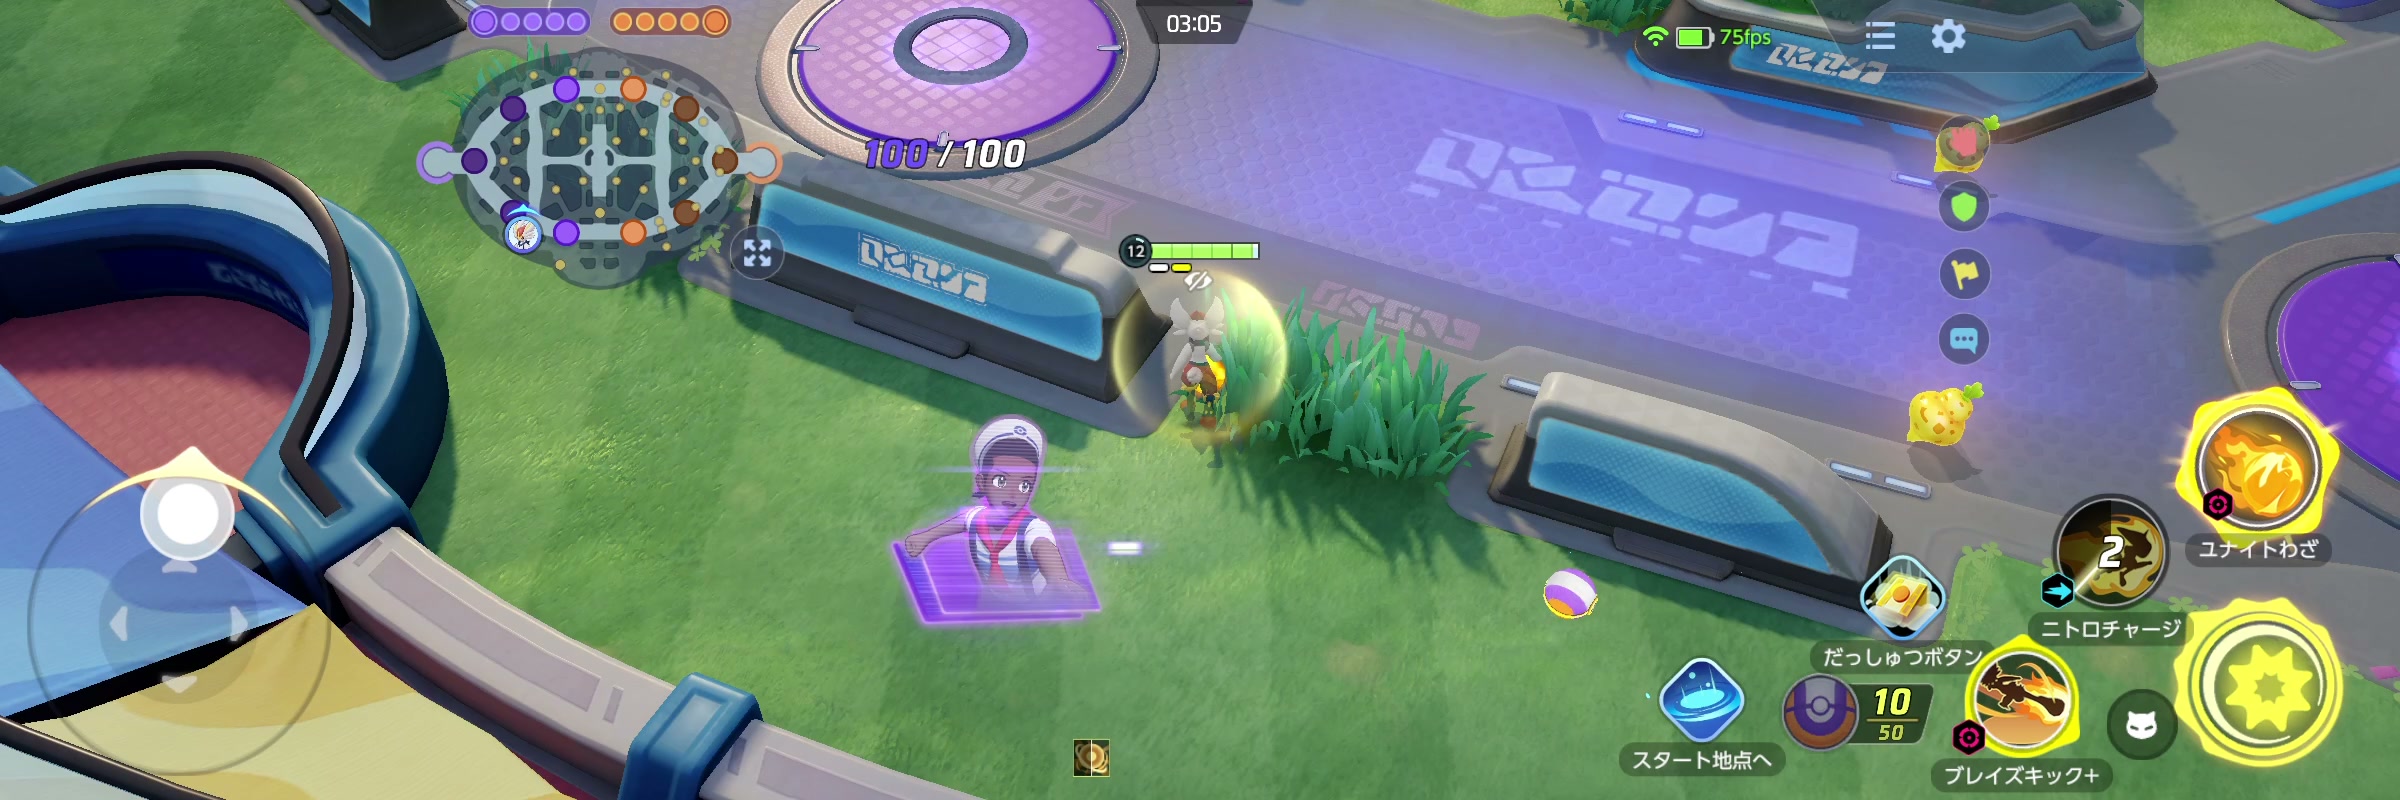 03:05
75fps
100/100
12
2
ユナイトわざ
ニトロチャージ
だっしゅつボタン
10
50
スタート地点へ
ブレイズキック+